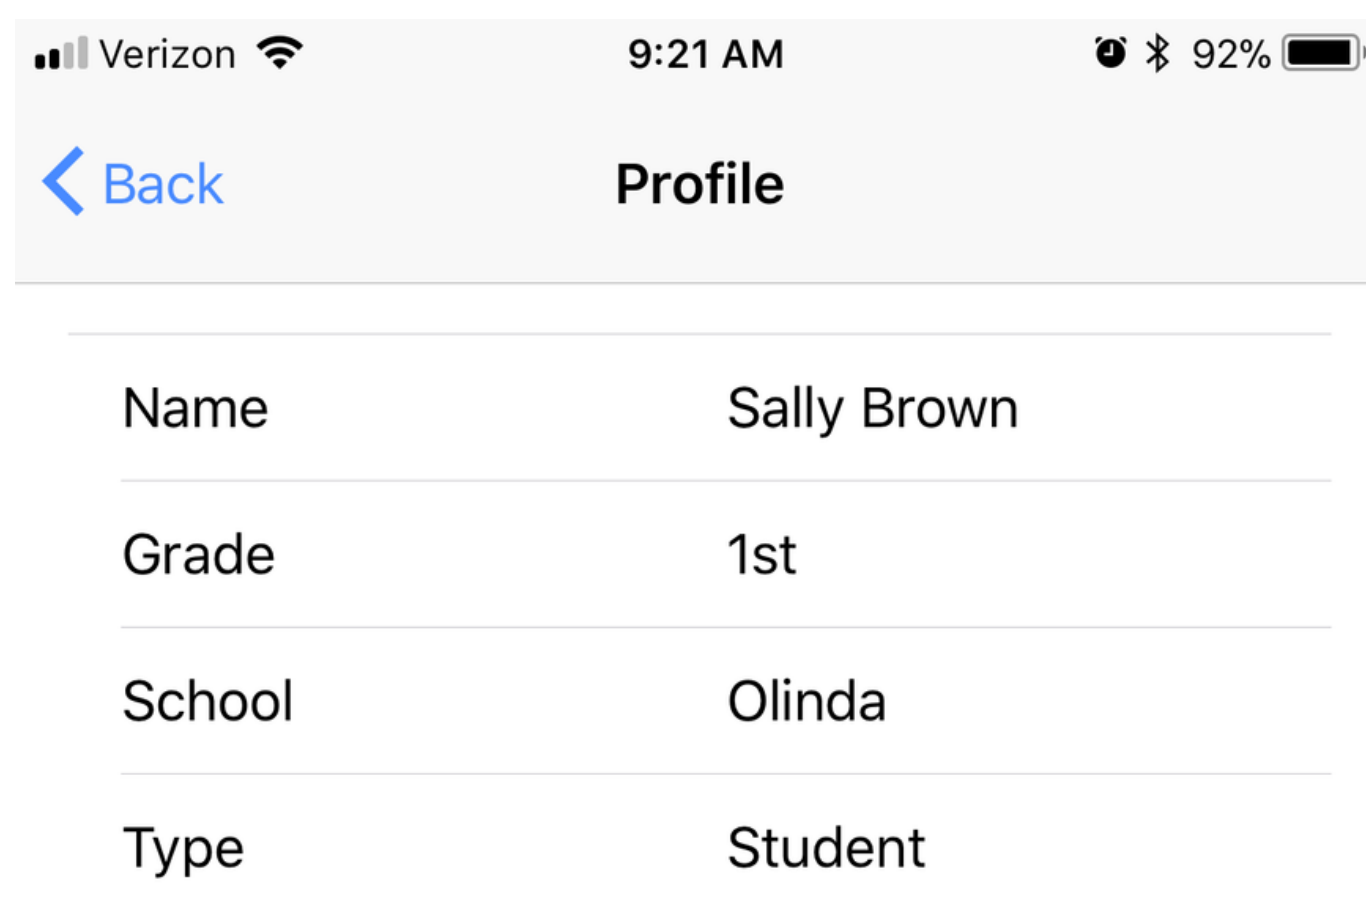 Verizon 9:21 AM 92%
Back Profile
Name Sally Brown
Grade 1st
School Olinda
Type Student